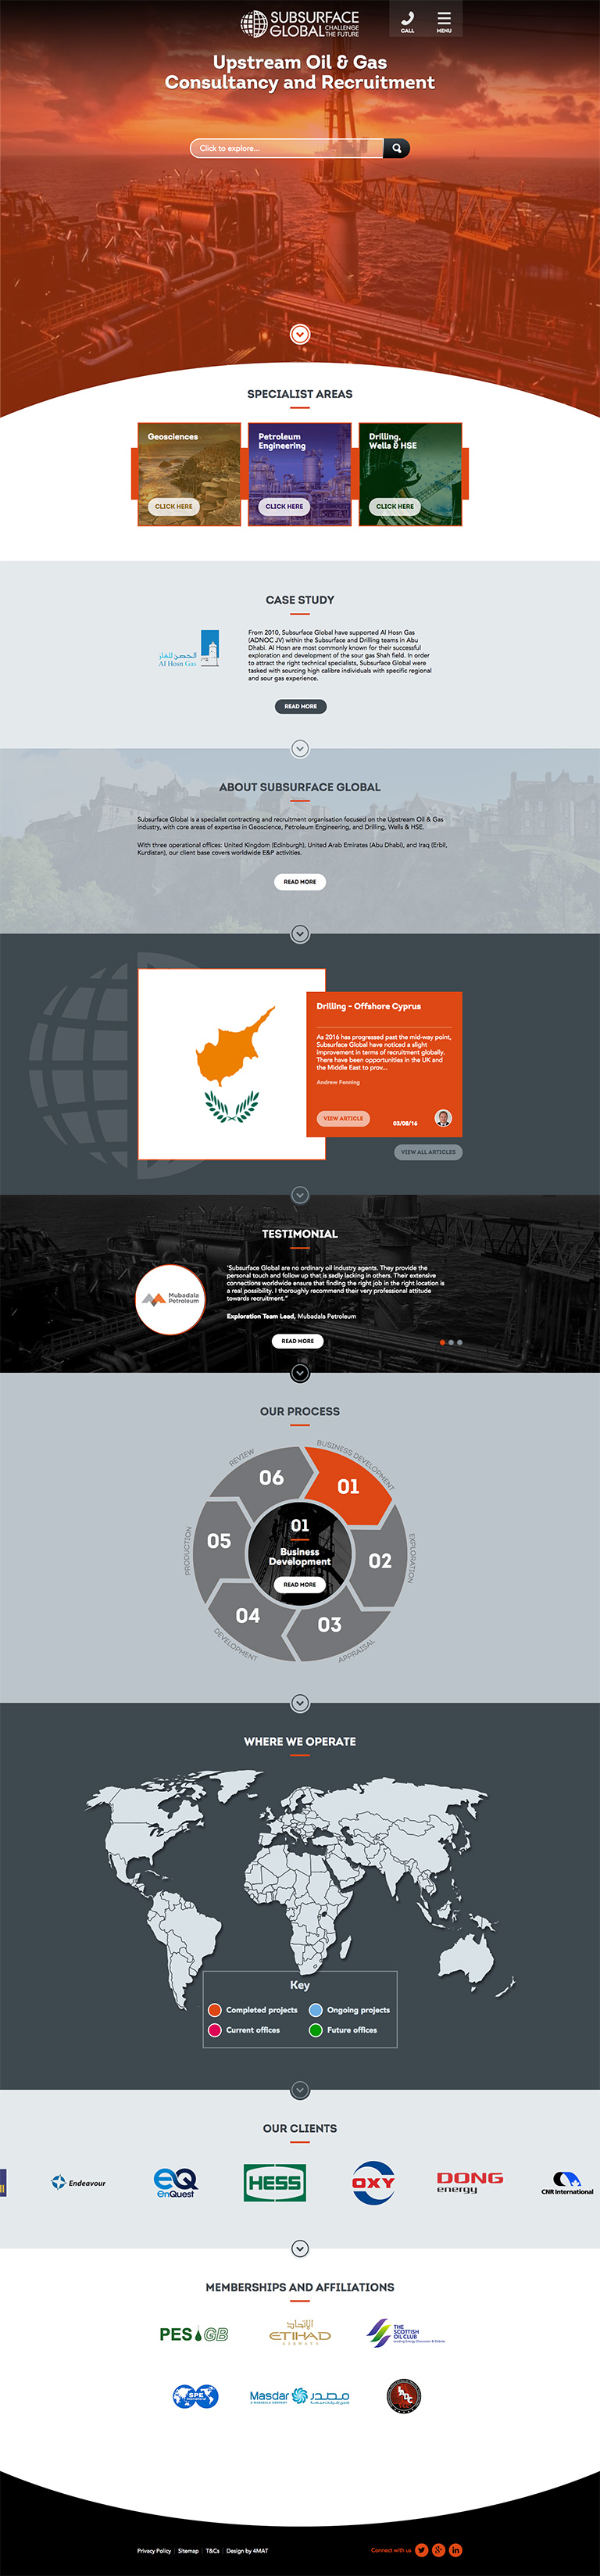 SUBSURFACE
GLOBAL CHALLENGE THE FUTURE
CALL
MENU
Upstream Oil & Gas
Consultancy and Recruitment
Click to explore...
SPECIALIST AREAS
Geosciences
CLICK HERE
Petroleum
Engineering
CLICK HERE
Drilling,
Wells & HSE
CLICK HERE
CASE STUDY
الحصن للغاز
Al Hosn Gas
From 2010, Subsurface Global have supported Al Hosn Gas
(ADNOC JV) within the Subsurface and Drilling teams in Abu
Dhabi. Al Hosn are most commonly known for their successful
exploration and development of the sour gas Shah field. In order
to attract the right technical specialists, Subsurface Global were
tasked with sourcing high calibre individuals with specific regional
and sour gas experience.
READ MORE
ABOUT SUBSURFACE GLOBAL
Subsurface Global is a specialist contracting and recruitment organisation focused on the Upstream Oil & Gas
industry, with core areas of expertise in Geoscience, Petroleum Engineering, and Drilling, Wells & HSE.
With three operational offices: United Kingdom (Edinburgh), United Arab Emirates (Abu Dhabi), and Iraq (Erbil,
Kurdistan), our client base covers worldwide E&P activities.
READ MORE
Drilling - Offshore Cyprus
As 2016 has progressed past the mid-way point,
Subsurface Global have noticed a slight
improvement in terms of recruitment globally.
There have been opportunities in the UK and
the Middle East to prov...
Andrew Fenning
VIEW ARTICLE
03/08/16
VIEW ALL ARTICLES
TESTIMONIAL
Mubadala
Petroleum
"Subsurface Global are no ordinary oil industry agents. They provide the
personal touch and follow up that is sadly lacking in others. Their extensive
connections worldwide ensure that finding the right job in the right location is
a real possibility. I thoroughly recommend their very professional attitude
towards recruitment."
Exploration Team Lead, Mubadala Petroleum
READ MORE
OUR PROCESS
01
BUSINESS DEVELOPMENT
02
EXPLORATION
03
APPRAISAL
04
DEVELOPMENT
05
PRODUCTION
06
REVIEW
01
Business
Development
READ MORE
WHERE WE OPERATE
Key
Completed projects
Ongoing projects
Current offices
Future offices
OUR CLIENTS
Endeavour
EQ
enQuest
HESS
OXY
DONG
energy
CNR International
MEMBERSHIPS AND AFFILIATIONS
PES GB
الإتحاد
ETIHAD
AIRWAYS
THE
SCOTTISH
OIL CLUB
SPE
International
Masdar مصدر
A MUBADALA COMPANY
IADC
Privacy Policy
Sitemap
T&Cs
Design by 4MAT
Connect with us